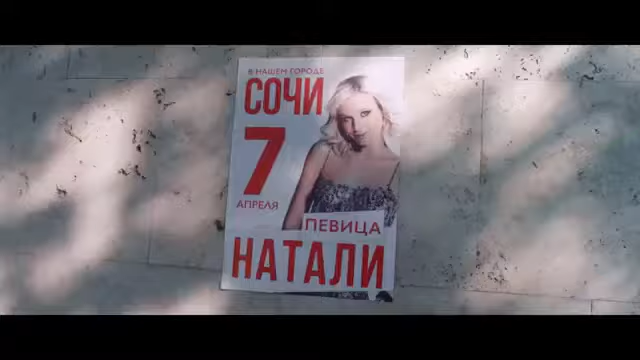 В НАШЕМ ГОРОДЕ
СОЧИ
7
АПРЕЛЯ
ПЕВИЦА
НАТАЛИ